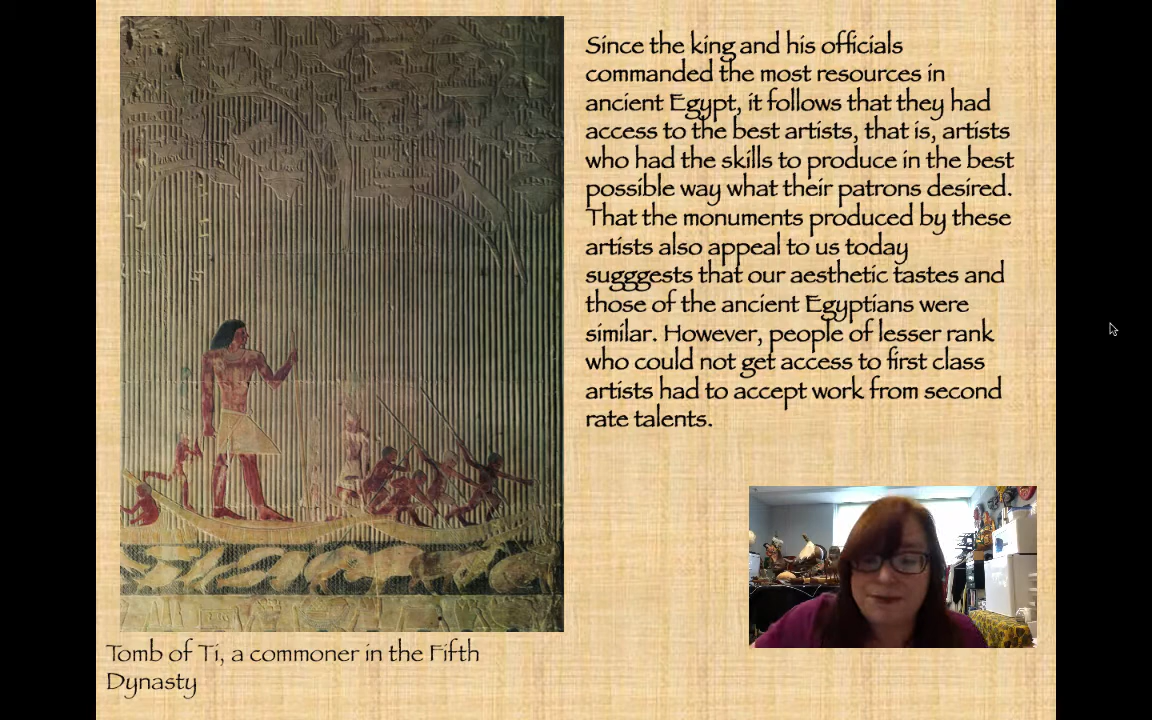 Since the king and his officials
commanded the most resources in
ancient Egypt, it follows that they had
access to the best artists, that is, artists
who had the skills to produce in the best
possible way what their patrons desired.
That the monuments produced by these
artists also appeal to us today
sugggests that our aesthetic tastes and
those of the ancient Egyptians were
similar. However, people of lesser rank
who could not get access to first class
artists had to accept work from second
rate talents.
Tomb of Ti, a commoner in the Fifth
Dynasty